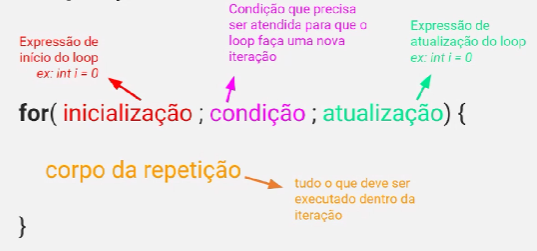 Condição que precisa
ser atendida para que o
loop faça uma nova
iteração
Expressão de
início do loop
ex: int i = 0
Expressão de
atualização do loop
ex: int i = 0
for( inicialização ; condição ; atualização) {
corpo da repetição
tudo o que deve ser
executado dentro da
iteração
}